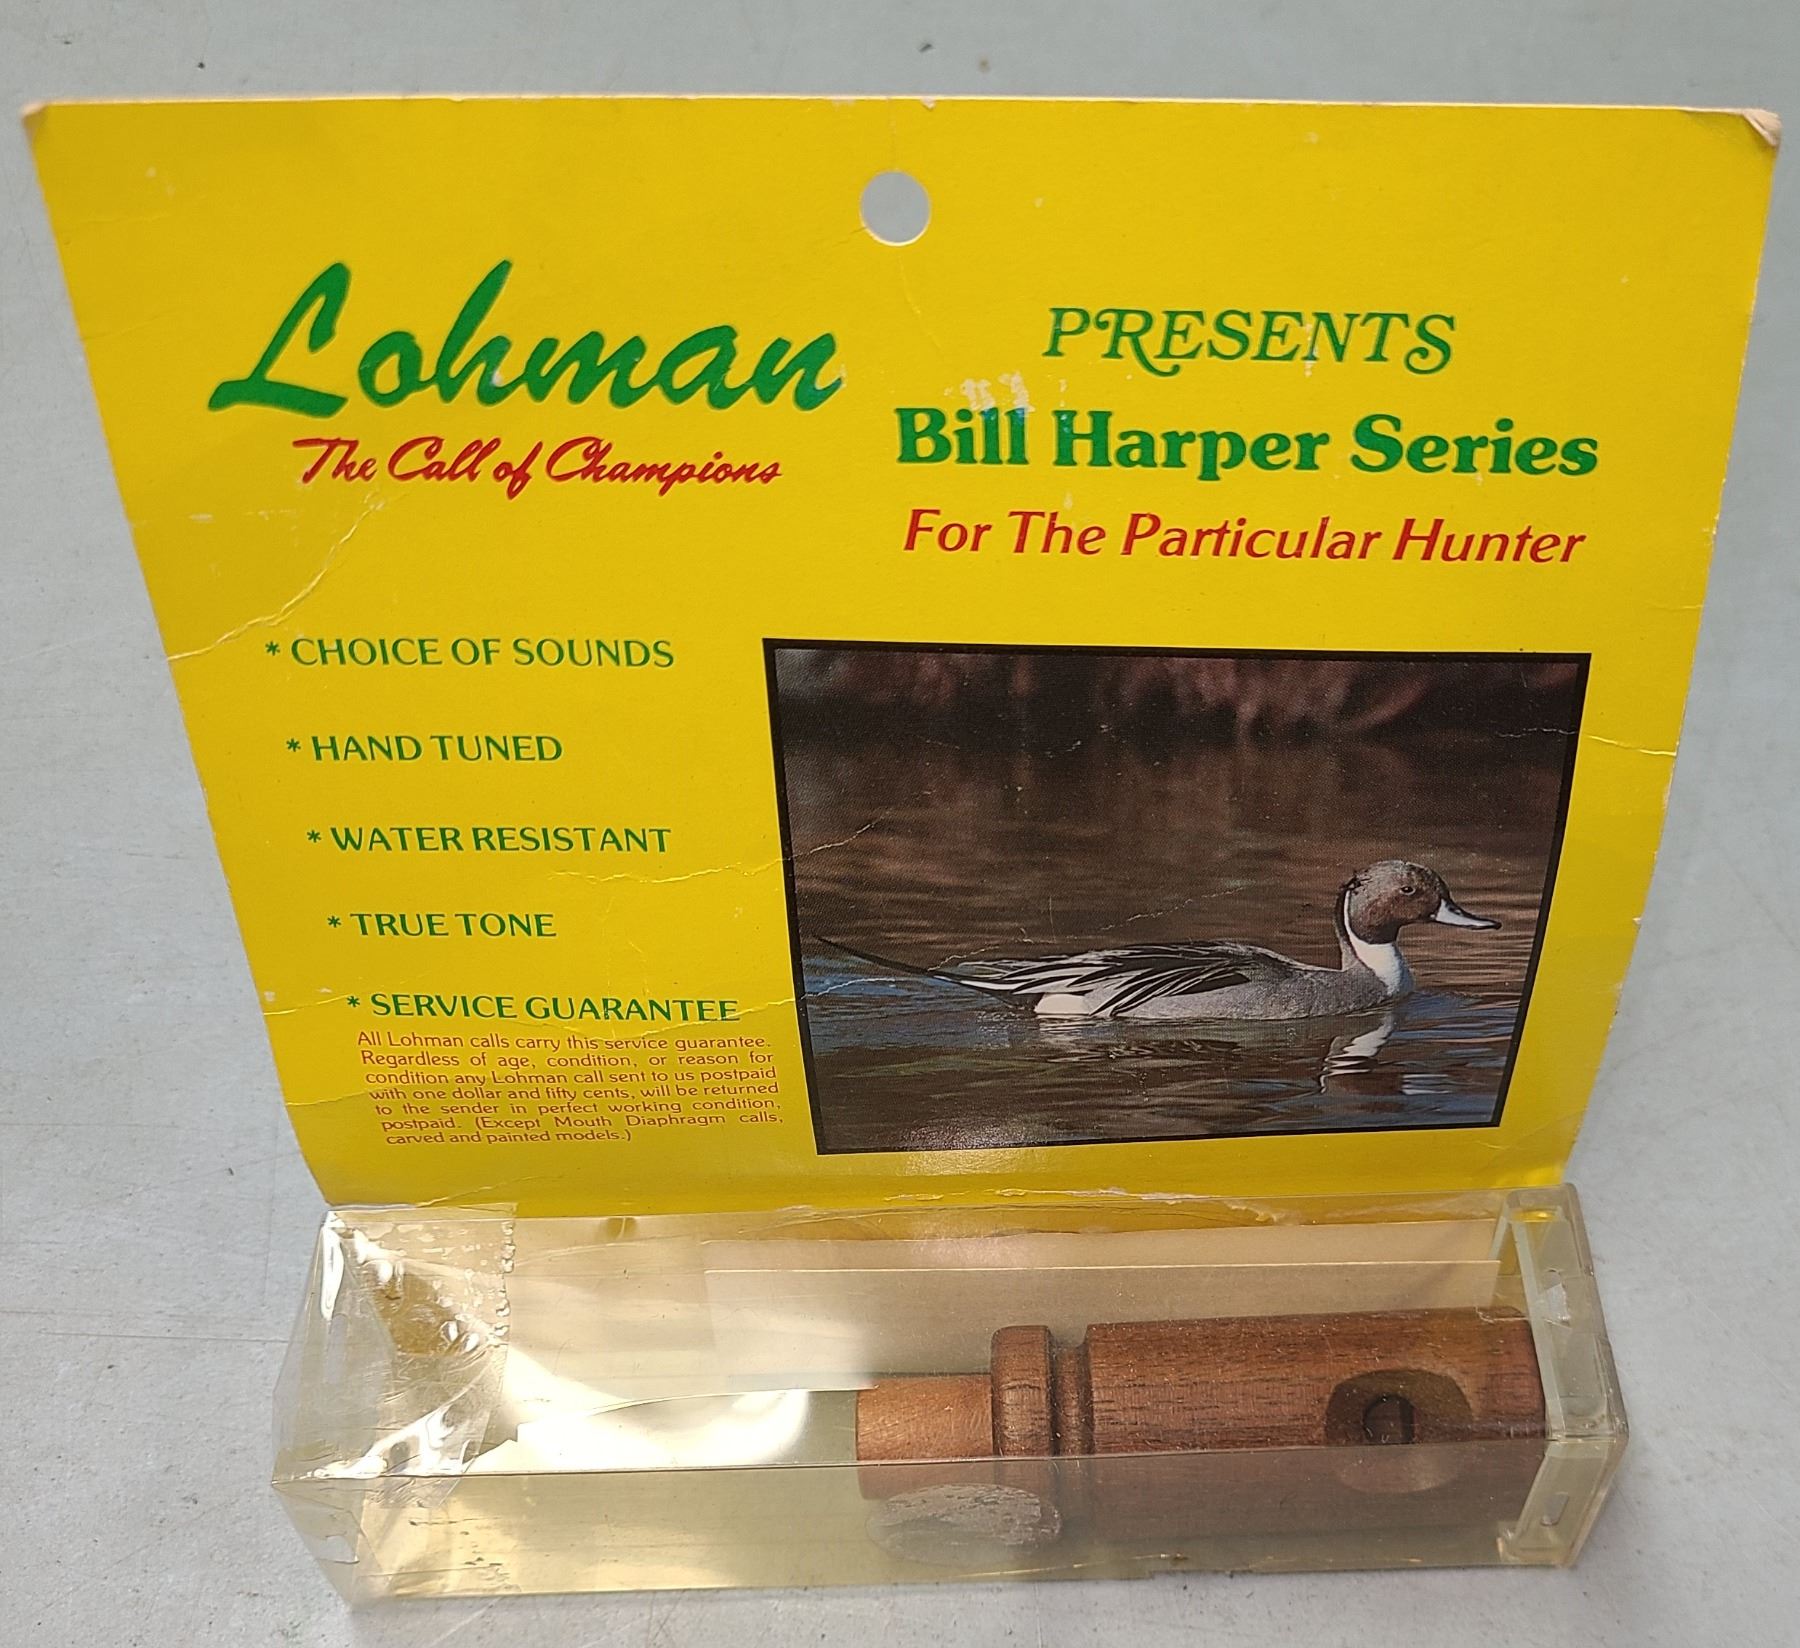 Lohman
The Call of Champions
PRESENTS
Bill Harper Series
For The Particular Hunter
* CHOICE OF SOUNDS
* HAND TUNED
* WATER RESISTANT
* TRUE TONE
* SERVICE GUARANTEE
All Lohman calls carry this service guarantee.
Regardless of age, condition, or reason for
condition any Lohman call sent to us postpaid
with one dollar and fifty cents, will be returned
to the sender in perfect working condition,
postpaid. (Except Mouth Diaphragm calls,
carved and painted models.)